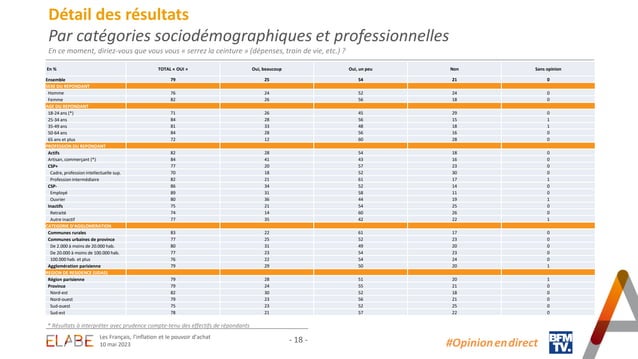 Détail des résultats
Par catégories sociodémographiques et professionnelles
En ce moment, diriez-vous que vous vous « serrez la ceinture » (dépenses, train de vie, etc.) ?
En % TOTAL « OUI » Oui, beaucoup Oui, un peu Non Sans opinion
Ensemble 79 25 54 21 0
SEXE DU REPONDANT
Homme 76 24 52 24 0
Femme 82 26 56 18 0
AGE DU REPONDANT
18-24 ans (*) 71 26 45 29 0
25-34 ans 84 28 56 15 1
35-49 ans 81 33 48 18 1
50-64 ans 84 28 56 16 0
65 ans et plus 72 12 60 28 0
PROFESSION DU REPONDANT
Actifs 82 28 54 18 0
Artisan, commerçant (*) 84 41 43 16 0
CSP+ 77 20 57 23 0
Cadre, profession intellectuelle sup. 70 18 52 30 0
Profession intermédiaire 82 21 61 17 1
CSP- 86 34 52 14 0
Employé 89 31 58 11 0
Ouvrier 80 36 44 19 1
Inactifs 75 21 54 25 0
Retraité 74 14 60 26 0
Autre inactif 77 35 42 22 1
CATEGORIE D'AGGLOMERATION
Communes rurales 83 22 61 17 0
Communes urbaines de province 77 25 52 23 0
De 2.000 à moins de 20.000 hab. 80 31 49 20 0
De 20.000 à moins de 100.000 hab. 77 23 54 23 0
100.000 hab. et plus 76 22 54 24 0
Agglomération parisienne 79 29 50 20 1
REGION DE RESIDENCE (UDA5)
Région parisienne 79 28 51 20 1
Province 79 24 55 21 0
Nord-est 82 30 52 18 0
Nord-ouest 79 23 56 21 0
Sud-ouest 75 23 52 25 0
Sud-est 78 21 57 22 0
* Résultats à interpréter avec prudence compte-tenu des effectifs de répondants
ELABE
Les Français, l'inflation et le pouvoir d'achat
10 mai 2023
- 18 -
#Opinion en direct
BFM
TV.